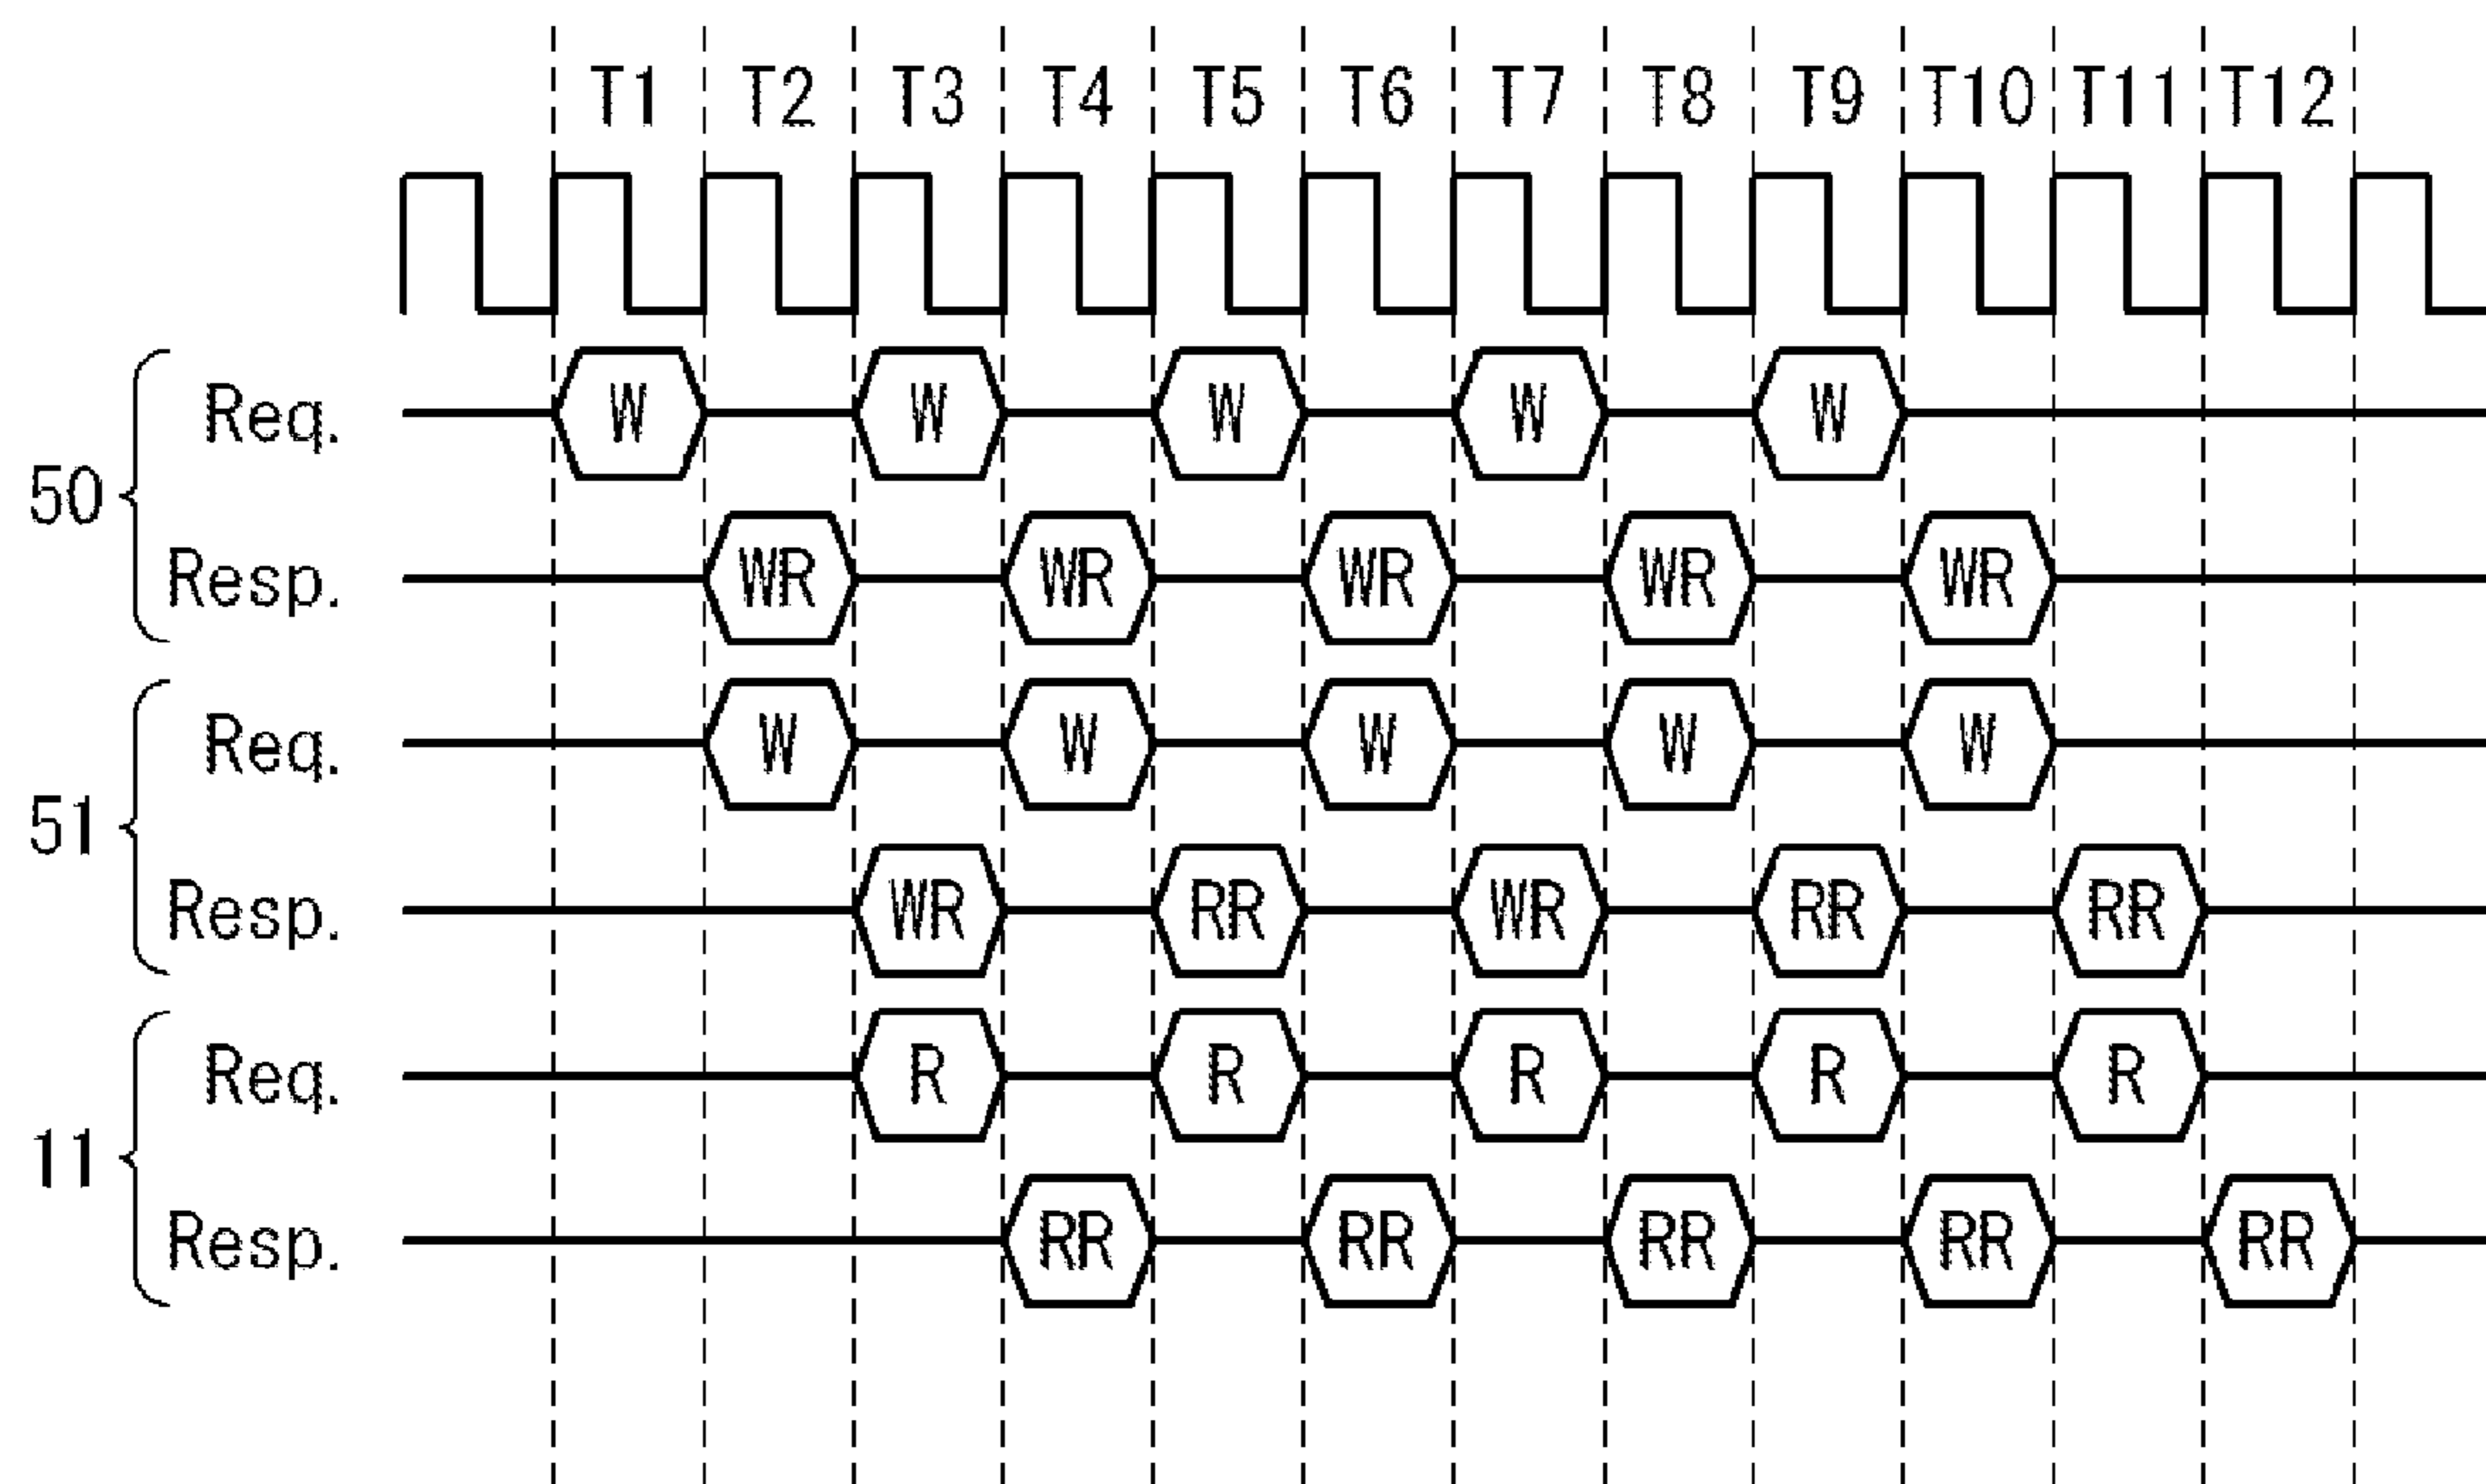 T1 T2 T3 T4 T5 T6 T7 T8 T9 T10 T11 T12
Req. W W W W W
50
Resp. WR WR WR WR WR
Req. W W W W W
51
Resp. WR RR WR RR RR
Req. R R R R R
11
Resp. RR RR RR RR RR